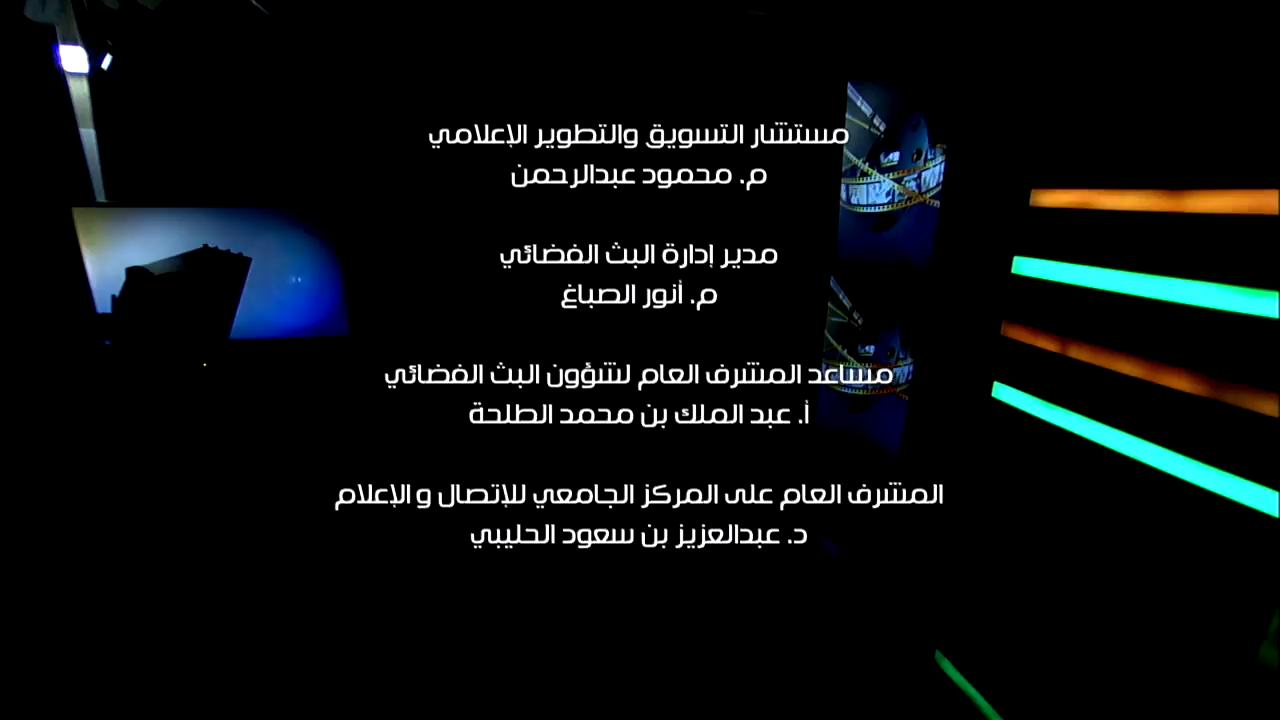 مستشار التسويق والتطوير الإعلامي
م. محمود عبدالرحمن
مدير إدارة البث الفضائي
م. أنور الصباغ
مساعد المشرف العام لشؤون البث الفضائي
أ. عبد الملك بن محمد الطلحة
المشرف العام على المركز الجامعي للإتصال و الإعلام
د. عبدالعزيز بن سعود الحليبي